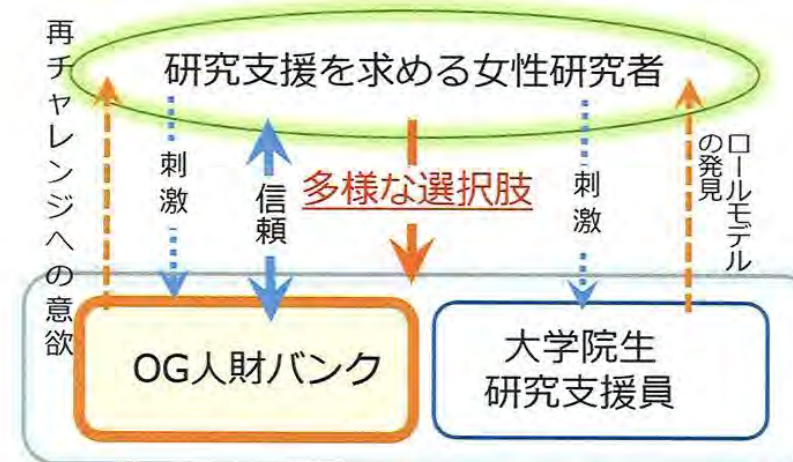 研究支援を求める女性研究者
再チャレンジへの意欲
刺激
信頼
多様な選択肢
刺激
ロールモデル
の発見
OG人財バンク
大学院生
研究支援員